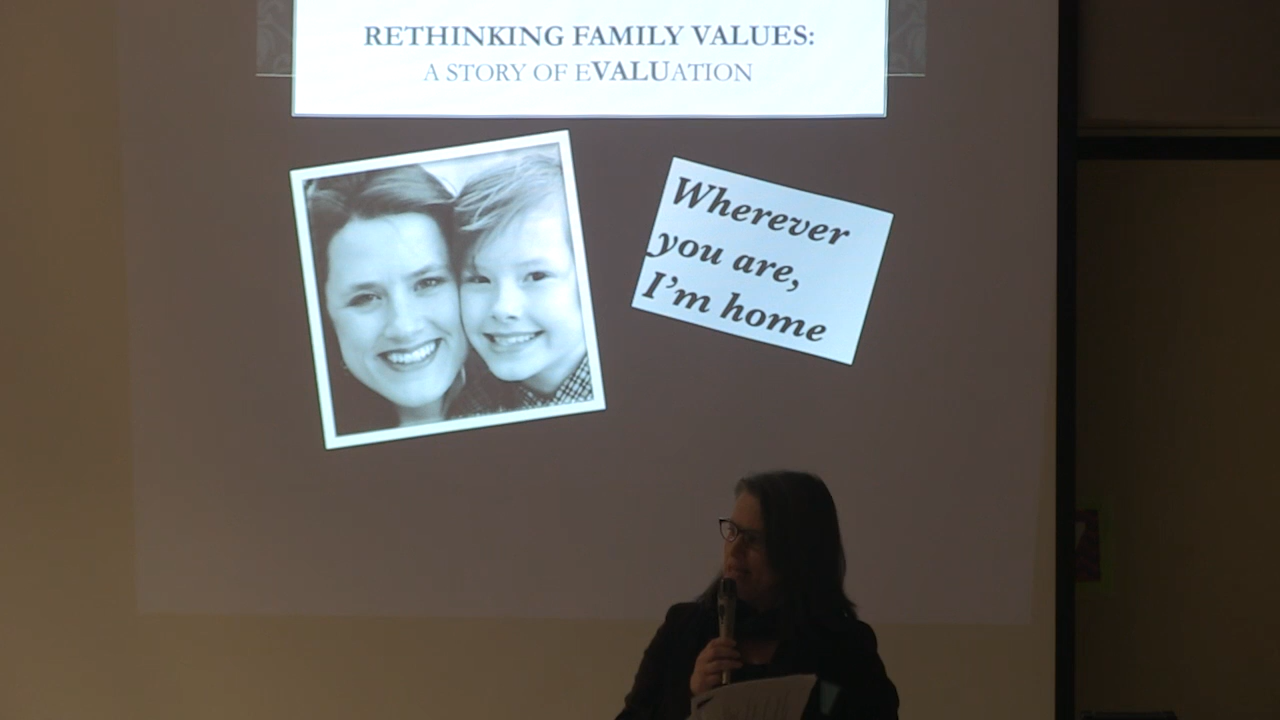 RETHINKING FAMILY VALUES:
A STORY OF EVALUATION
Wherever
you are,
I'm home